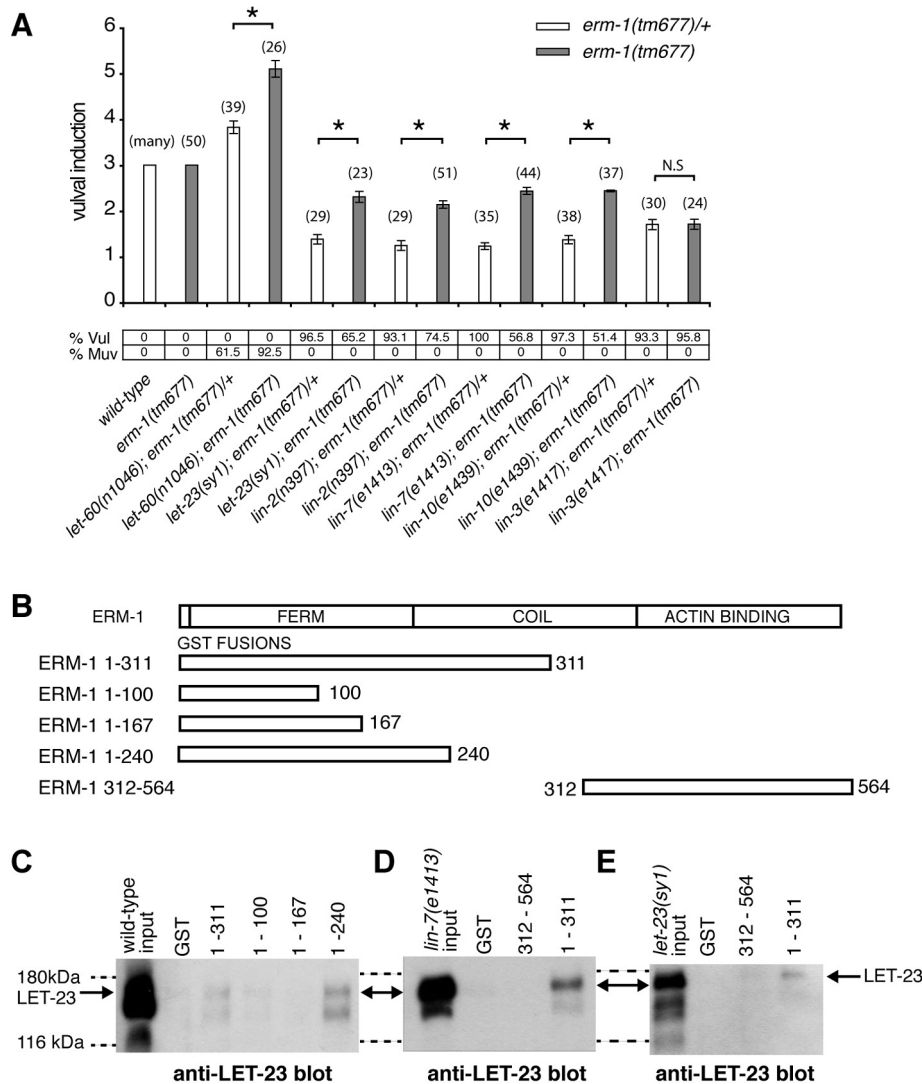 A
vulval induction
6
5
4
3
2
1
0
erm-1(tm677)/+
erm-1(tm677)
(many)
(50)
(39)
*
(26)
(29)
*
(23)
(29)
*
(51)
(35)
*
(44)
(38)
*
(37)
(30)
N.S
(24)
% Vul 0 0 0 0 96.5 65.2 93.1 74.5 100 56.8 97.3 51.4 93.3 95.8
% Muv 0 0 61.5 92.5 0 0 0 0 0 0 0 0 0 0
wild-type
erm-1(tm677)
let-60(n1046); erm-1(tm677)/+
let-60(n1046); erm-1(tm677)
let-23(sy1); erm-1(tm677)/+
let-23(sy1); erm-1(tm677)
lin-2(n397); erm-1(tm677)/+
lin-2(n397); erm-1(tm677)
lin-7(e1413); erm-1(tm677)/+
lin-7(e1413); erm-1(tm677)
lin-10(e1439); erm-1(tm677)/+
lin-10(e1439); erm-1(tm677)
lin-3(e1417); erm-1(tm677)/+
lin-3(e1417); erm-1(tm677)
B
ERM-1 FERM COIL ACTIN BINDING
GST FUSIONS
ERM-1 1-311 311
ERM-1 1-100 100
ERM-1 1-167 167
ERM-1 1-240 240
ERM-1 312-564 312 564
C
wild-type
input
GST
1 -311
1 - 100
1 - 167
1 -240
180kDa
LET-23
116 kDa
anti-LET-23 blot
D
lin-7(e1413)
input
GST
312 - 564
1 - 311
anti-LET-23 blot
E
let-23(sy1)
input
GST
312 - 564
1 - 311
LET-23
anti-LET-23 blot